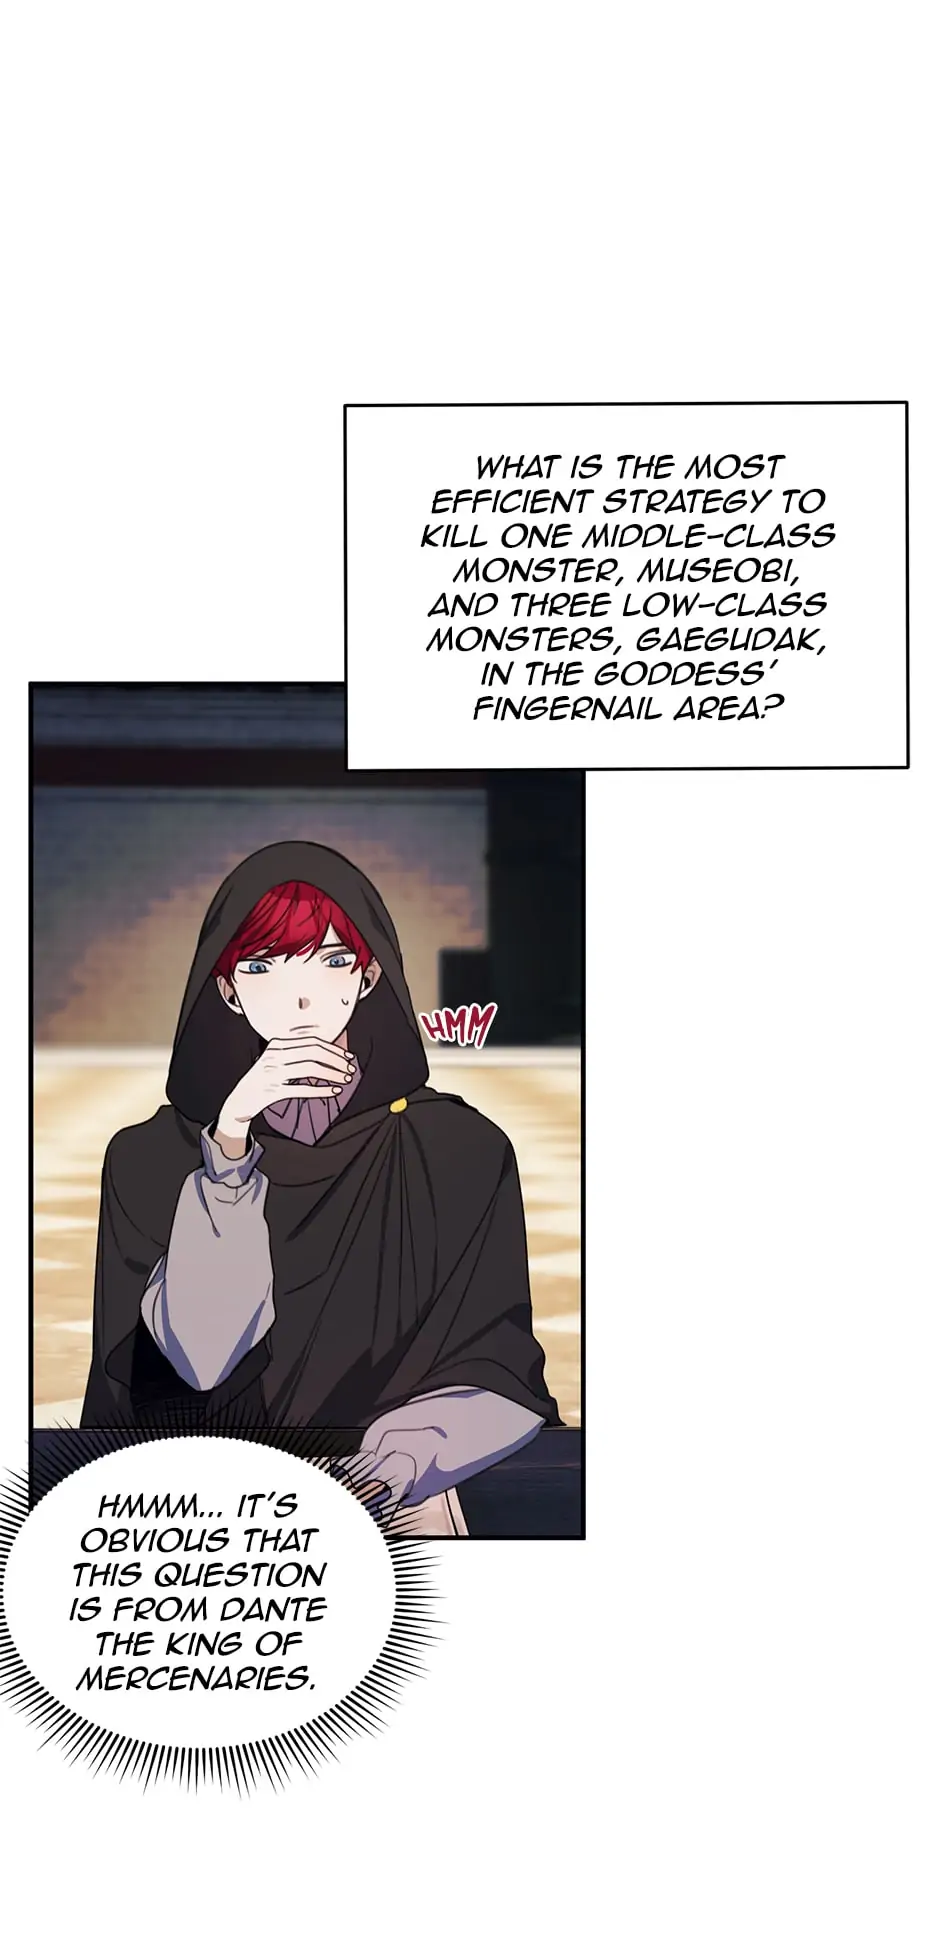 WHAT IS THE MOST
EFFICIENT STRATEGY TO
KILL ONE MIDDLE-CLASS
MONSTER, MUSEOBI,
AND THREE LOW-CLASS
MONSTERS, GAEGUDAK,
IN THE GODDESS'
FINGERNAIL AREA?
HMM
HMMM... IT'S
OBVIOUS THAT
THIS QUESTION
IS FROM DANTE
THE KING OF
MERCENARIES.